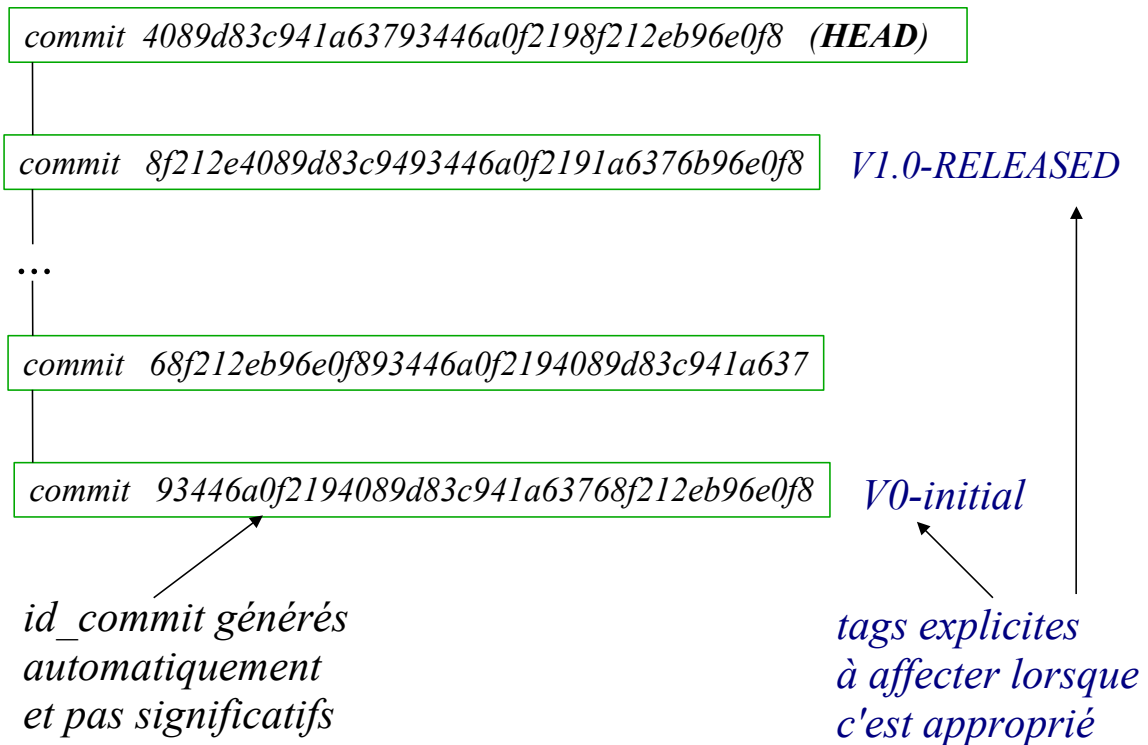 commit 4089d83c941a63793446a0f2198f212eb96e0f8 (HEAD)
commit 8f212e4089d83c9493446a0f2191a6376b96e0f8 V1.0-RELEASED
...
commit 68f212eb96e0f893446a0f2194089d83c941a637
commit 93446a0f2194089d83c941a63768f212eb96e0f8 V0-initial
id_commit générés
automatiquement
et pas significatifs
tags explicites
à affecter lorsque
c'est approprié